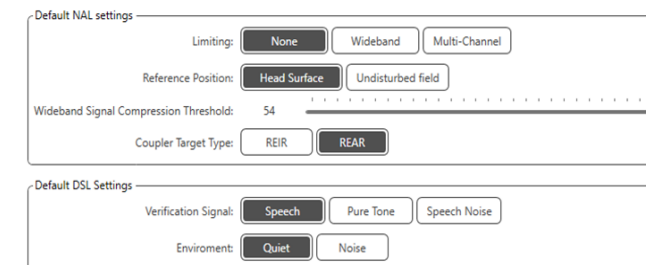 Default NAL settings
Limiting: None Wideband Multi-Channel
Reference Position: Head Surface Undisturbed field
Wideband Signal Compression Threshold: 54
Coupler Target Type: REIR REAR
Default DSL Settings
Verification Signal: Speech Pure Tone Speech Noise
Enviroment: Quiet Noise